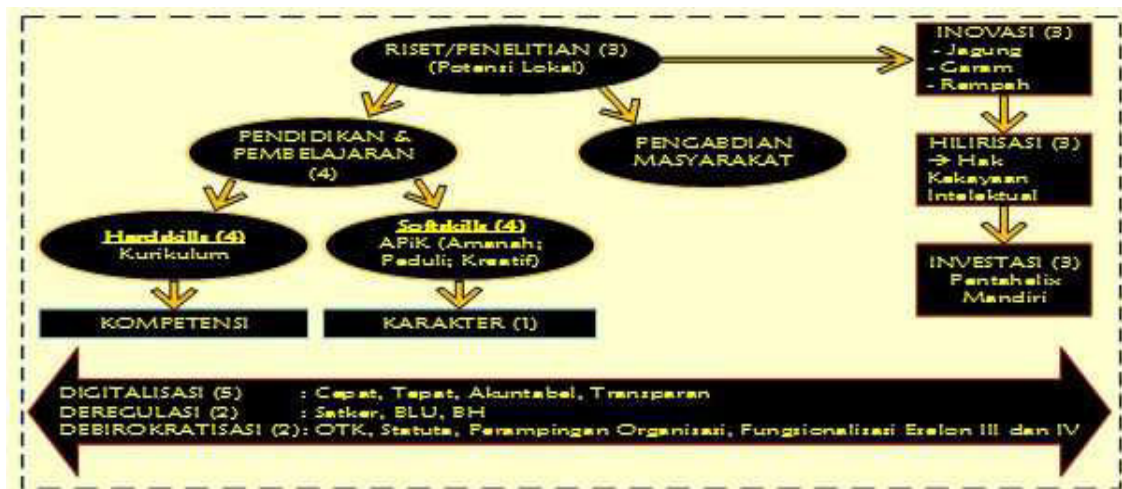 RISET/PENELITIAN (3)
(Potensi Lokal)
INOVASI (3)
- Jagung
- Garam
- Rempah
PENDIDIKAN &
PEMBELAJARAN
(4)
PENGABDIAN
MASYARAKAT
HILIRISASI (3)
→ Hak
Kekayaan
Intelektual
Hardskills (4)
Kurikulum
Softskills (4)
APiK (Amanah;
Peduli; Kreatif)
INVESTASI (3)
Pentahelix
Mandiri
KOMPETENSI
KARAKTER (1)
DIGITALISASI (5) : Cepat, Tepat, Akuntabel, Transparan
DEREGULASI (2) : Satker, BLU, BH
DEBIROKRATISASI (2): OTK, Statuta, Perampingan Organisasi, Fungsionalisasi Eselon III dan IV